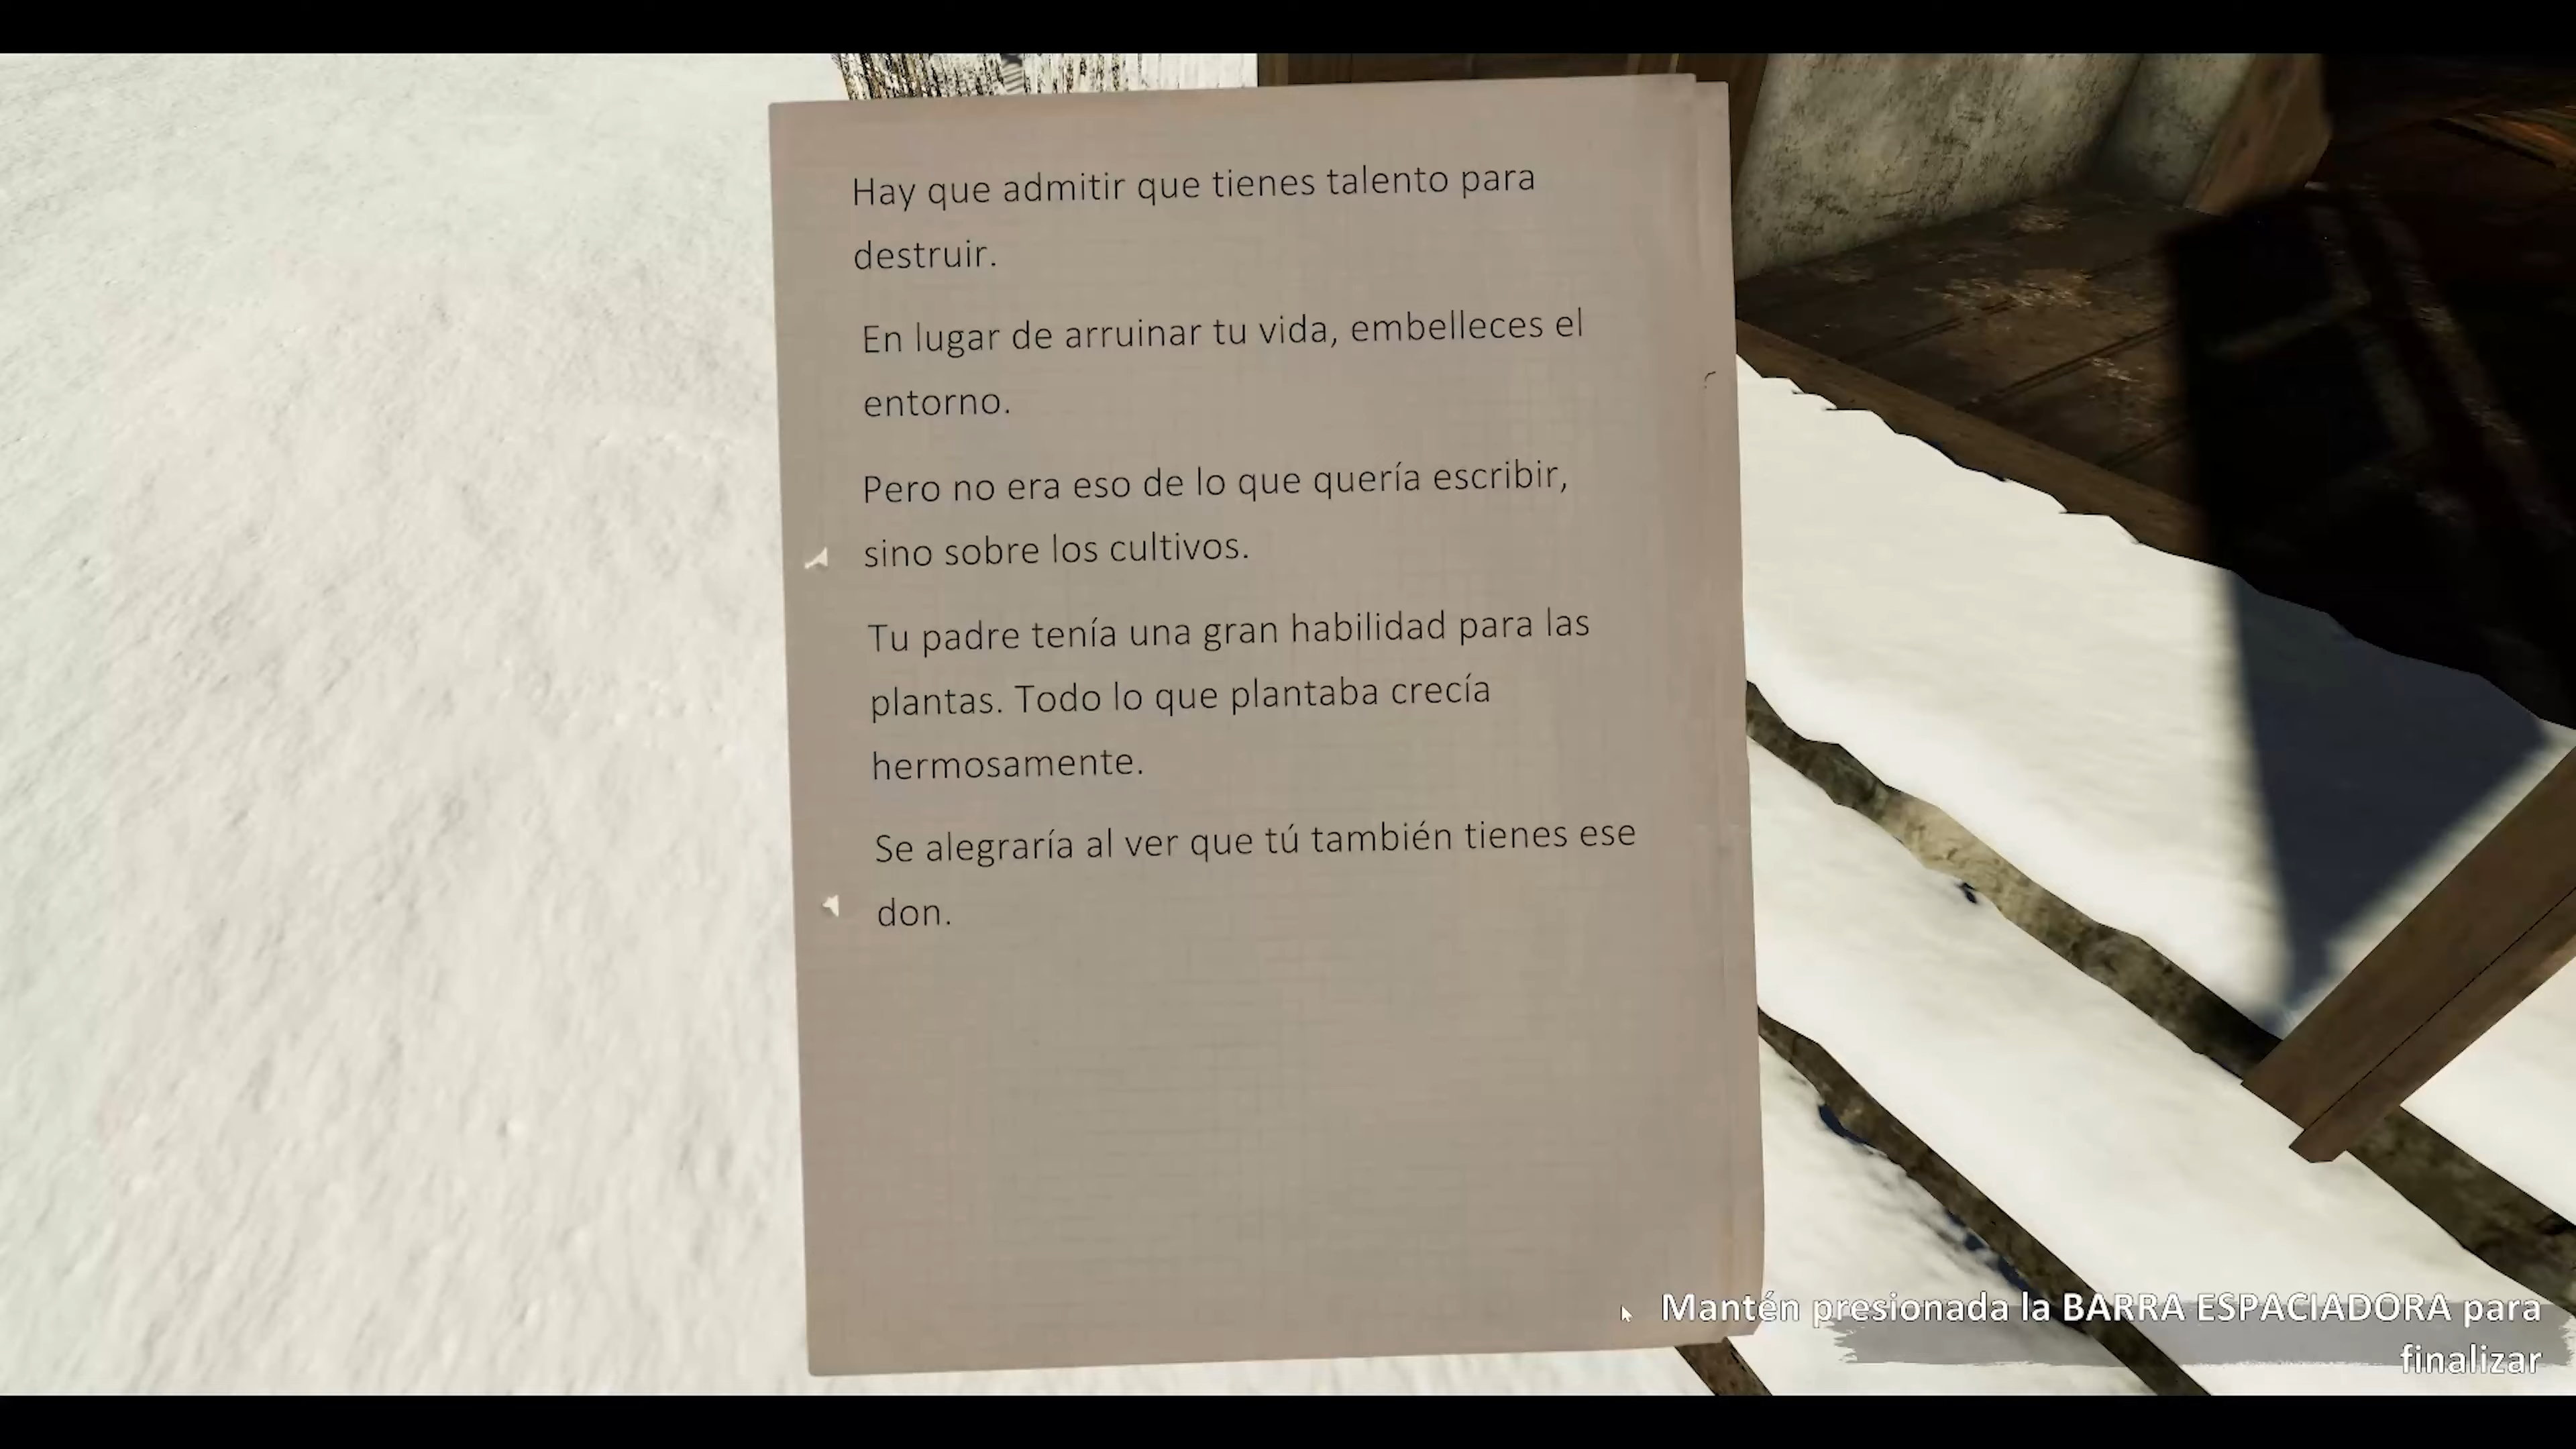 Hay que admitir que tienes talento para
destruir.
En lugar de arruinar tu vida, embelleces el
entorno.
Pero no era eso de lo que quería escribir,
sino sobre los cultivos.
Tu padre tenía una gran habilidad para las
plantas. Todo lo que plantaba crecía
hermosamente.
Se alegraría al ver que tú también tienes ese
don.
Mantén presionada la BARRA ESPACIADORA para
finalizar